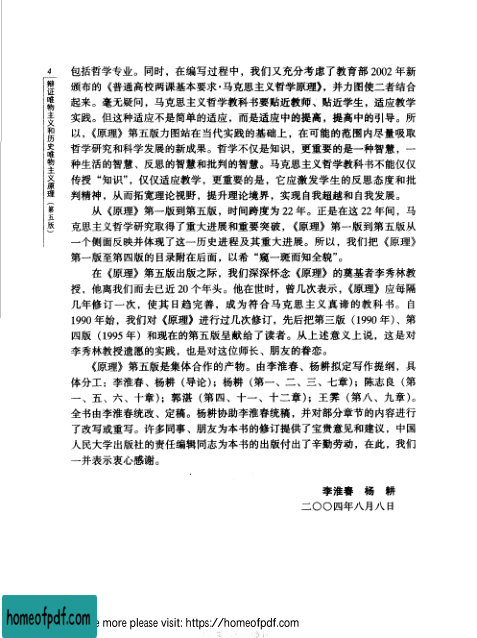 4
辩证唯物主义和历史唯物主义原理（第五版）
包括哲学专业。同时，在编写过程中，我们又充分考虑了教育部 2002 年新
颁布的《普通高校两课基本要求·马克思主义哲学原理》，并力图使二者结合
起来。毫无疑问，马克思主义哲学教科书要贴近教师、贴近学生，适应教学
实践。但这种适应不是简单的适应，而是适应中的提高，提高中的引导。所
以，《原理》第五版力图站在当代实践的基础上，在可能的范围内尽量吸取
哲学研究和科学发展的新成果。哲学不仅是知识，更重要的是一种智慧，一
种生活的智慧、反思的智慧和批判的智慧。马克思主义哲学教科书不能仅仅
传授“知识”，仅仅适应教学，更重要的是，它应激发学生的反思态度和批
判精神，从而拓宽理论视野，提升理论境界，实现自我超越和自我发展。
从《原理》第一版到第五版，时间跨度为 22 年。正是在这 22 年间，马
克思主义哲学研究取得了重大进展和重要突破，《原理》第一版到第五版从
一个侧面反映并体现了这一历史进程及其重大进展。所以，我们把《原理》
第一版至第四版的目录附在后面，以希“窥一斑而知全貌”。
在《原理》第五版出版之际，我们深深怀念《原理》的奠基者李秀林教
授，他离我们而去已近 20 个年头。他在世时，曾几次表示，《原理》应每隔
几年修订一次，使其日趋完善，成为符合马克思主义真谛的教科书。自
1990 年始，我们对《原理》进行过几次修订，先后把第三版（1990 年）、第
四版（1995 年）和现在的第五版呈献给了读者。从上述意义上说，这是对
李秀林教授遗愿的实践，也是对这位师长、朋友的眷恋。
《原理》第五版是集体合作的产物。由李淮春、杨耕拟定写作提纲，具
体分工：李淮春、杨耕（导论）；杨耕（第一、二、三、七章）；陈志良（第
一、五、六、十章）；郭湛（第四、十一、十二章）；王霁（第八、九章）。
全书由李淮春统改、定稿。杨耕协助李淮春统稿，并对部分章节的内容进行
了改写或重写。许多同事、朋友为本书的修订提供了宝贵意见和建议，中国
人民大学出版社的责任编辑同志为本书的出版付出了辛勤劳动，在此，我们
一并表示衷心感谢。
李淮春 杨 耕
二〇〇四年八月八日
homeofpdf.com
e more please visit: https://homeofpdf.com